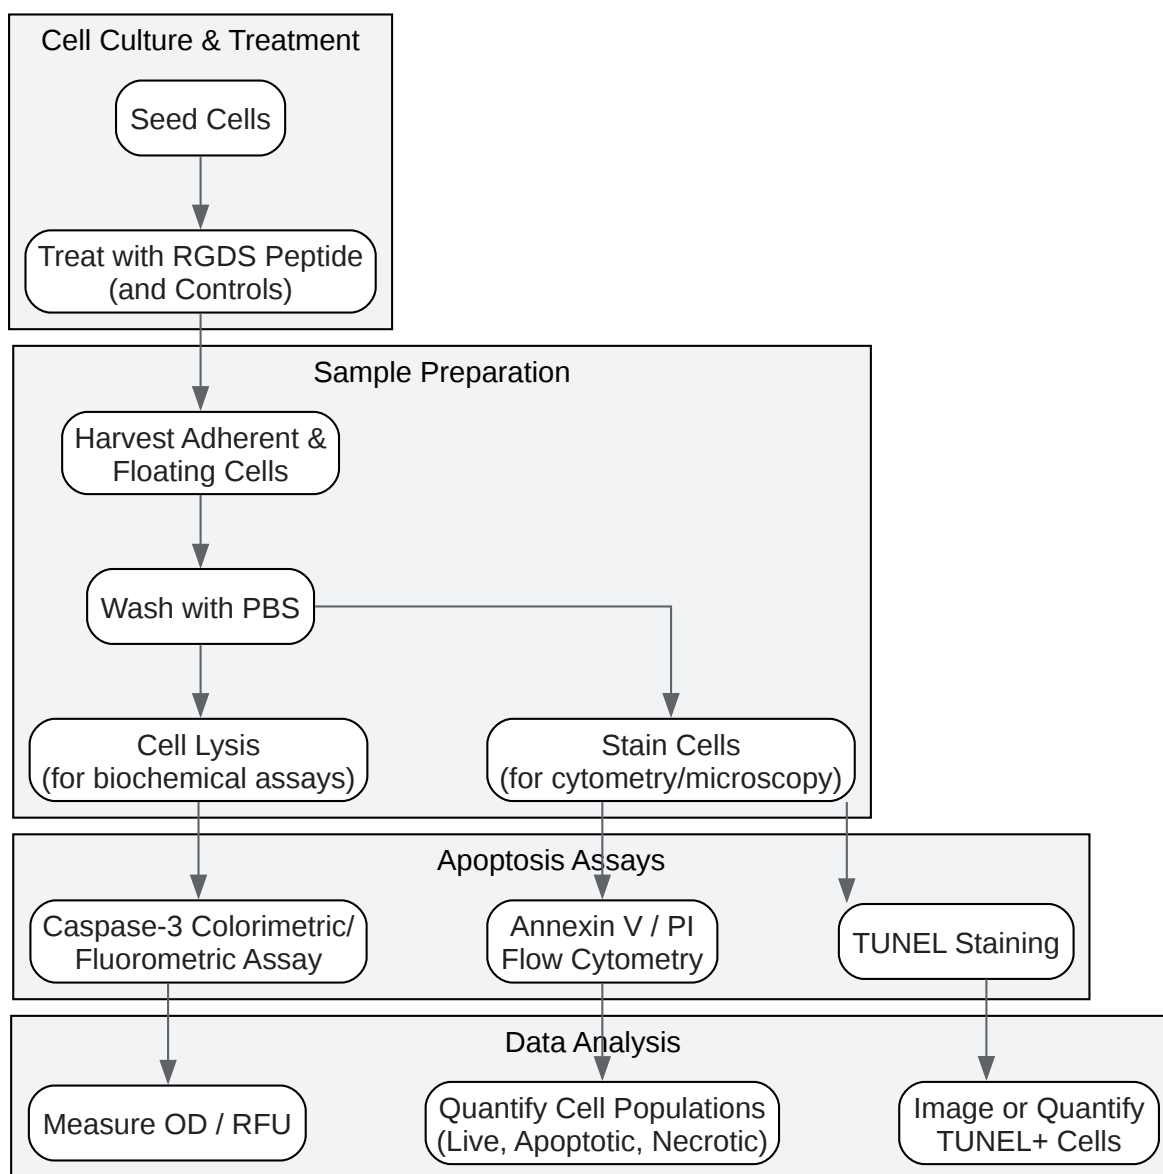 Cell Culture & Treatment
Seed Cells
Treat with RGDS Peptide
(and Controls)
Sample Preparation
Harvest Adherent &
Floating Cells
Wash with PBS
Cell Lysis
(for biochemical assays)
Stain Cells
(for cytometry/microscopy)
Apoptosis Assays
Caspase-3 Colorimetric/
Fluorometric Assay
Annexin V / PI
Flow Cytometry
TUNEL Staining
Data Analysis
Measure OD / RFU
Quantify Cell Populations
(Live, Apoptotic, Necrotic)
Image or Quantify
TUNEL+ Cells